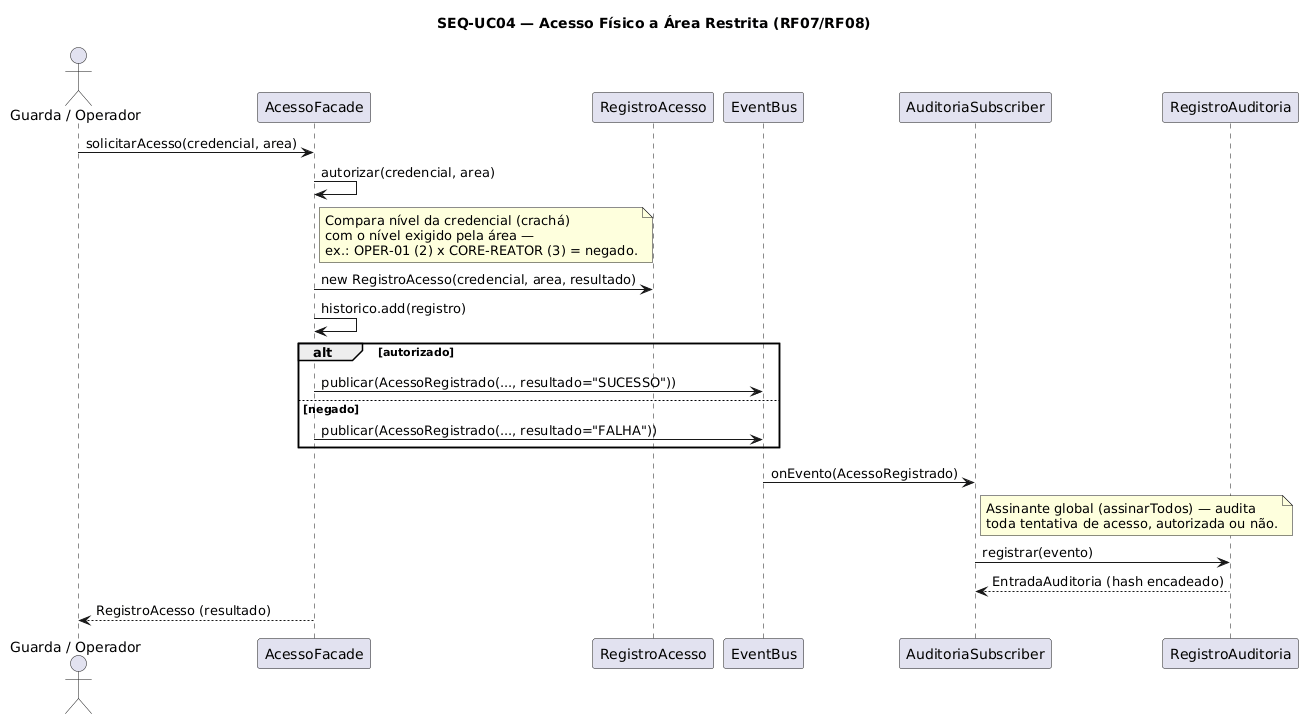 SEQ-UC04 — Acesso Físico a Área Restrita (RF07/RF08)
Guarda / Operador
AcessoFacade
RegistroAcesso
EventBus
AuditoriaSubscriber
RegistroAuditoria
solicitarAcesso(credencial, area)
autorizar(credencial, area)
Compara nível da credencial (crachá)
com o nível exigido pela área —
ex.: OPER-01 (2) x CORE-REATOR (3) = negado.
new RegistroAcesso(credencial, area, resultado)
historico.add(registro)
alt
[autorizado]
publicar(AcessoRegistrado(..., resultado="SUCESSO"))
[negado]
publicar(AcessoRegistrado(..., resultado="FALHA"))
onEvento(AcessoRegistrado)
Assinante global (assinarTodos) — audita
toda tentativa de acesso, autorizada ou não.
registrar(evento)
EntradaAuditoria (hash encadeado)
RegistroAcesso (resultado)
Guarda / Operador
AcessoFacade
RegistroAcesso
EventBus
AuditoriaSubscriber
RegistroAuditoria